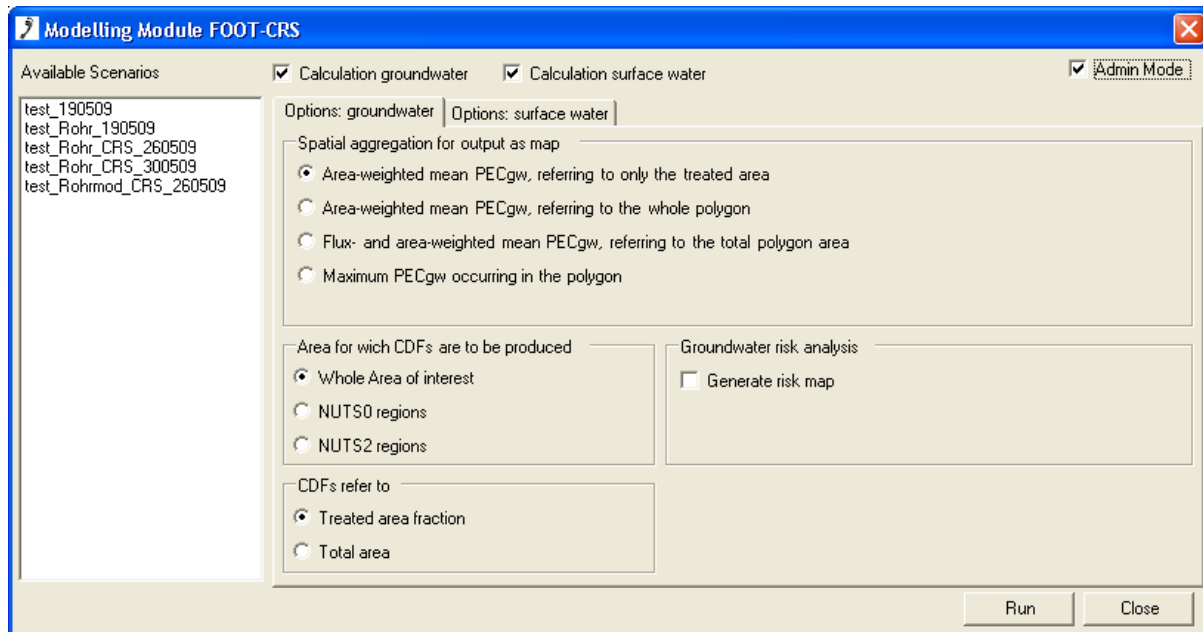 Modelling Module FOOT-CRS
Available Scenarios
Calculation groundwater
Calculation surface water
Admin Mode
test_190509
test_Rohr_190509
test_Rohr_CRS_260509
test_Rohr_CRS_300509
test_Rohrmod_CRS_260509
Options: groundwater
Options: surface water
Spatial aggregation for output as map
Area-weighted mean PECgw, referring to only the treated area
Area-weighted mean PECgw, referring to the whole polygon
Flux- and area-weighted mean PECgw, referring to the total polygon area
Maximum PECgw occurring in the polygon
Area for wich CDFs are to be produced
Whole Area of interest
NUTS0 regions
NUTS2 regions
Groundwater risk analysis
Generate risk map
CDFs refer to
Treated area fraction
Total area
Run
Close